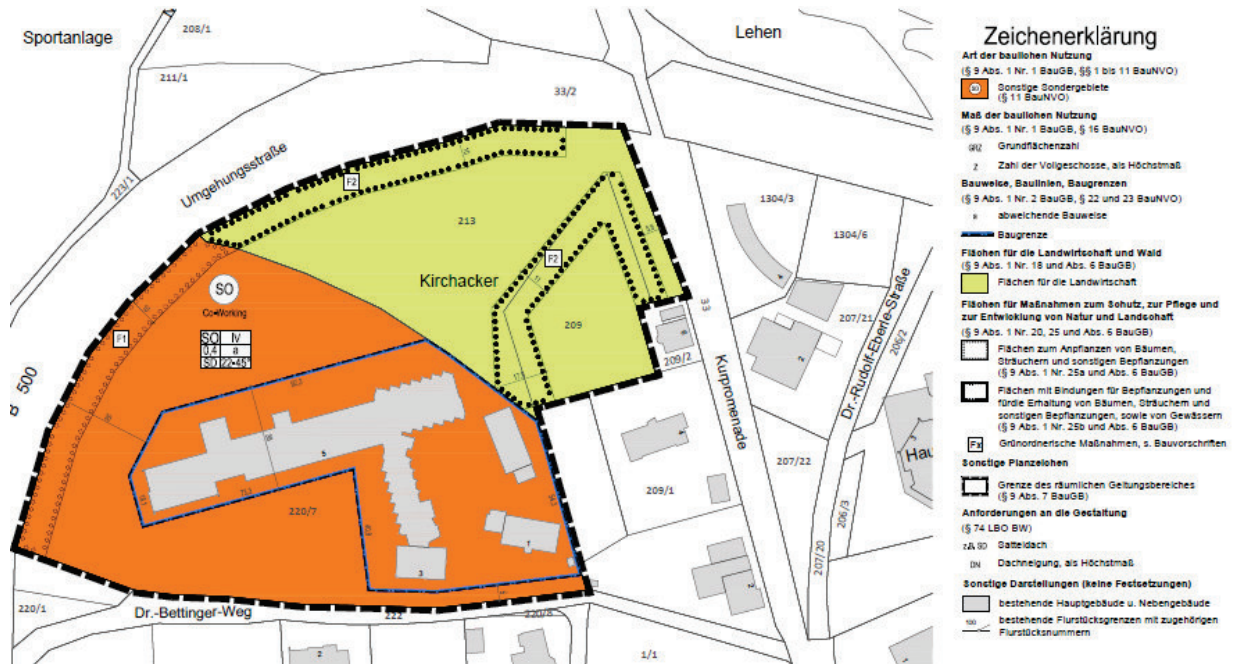 Sportanlage
208/1
211/1
Lehen
33/2
Umgehungsstraße
223/1
F2
213
1304/3
1304/6
F2
Kirchacker
SO
Co-Working
SO IV
0,4 a
SD 22-45°
F1
B 500
209
209/2
33
Kurpromenade
207/21
Dr.-Rudolf-Eberle-Straße
206/2
209/1
207/22
Hau
206/3
207/20
220/7
5
3
1
220/1
Dr.-Bettinger-Weg
222
220/8
1/1
Zeichenerklärung
Art der baulichen Nutzung
(§ 9 Abs. 1 Nr. 1 BauGB, §§ 1 bis 11 BauNVO)
SO Sonstige Sondergebiete
(§ 11 BauNVO)
Maß der baulichen Nutzung
(§ 9 Abs. 1 Nr. 1 BauGB, § 16 BauNVO)
GRZ Grundflächenzahl
Z Zahl der Vollgeschosse, als Höchstmaß
Bauweise, Baulinien, Baugrenzen
(§ 9 Abs. 1 Nr. 2 BauGB, § 22 und 23 BauNVO)
a abweichende Bauweise
Baugrenze
Flächen für die Landwirtschaft und Wald
(§ 9 Abs. 1 Nr. 18 und Abs. 6 BauGB)
Flächen für die Landwirtschaft
Flächen für Maßnahmen zum Schutz, zur Pflege und
zur Entwicklung von Natur und Landschaft
(§ 9 Abs. 1 Nr. 20, 25 und Abs. 6 BauGB)
Flächen zum Anpflanzen von Bäumen,
Sträuchern und sonstigen Bepflanzungen
(§ 9 Abs. 1 Nr. 25a und Abs. 6 BauGB)
Flächen mit Bindungen für Bepflanzungen und
fürdie Erhaltung von Bäumen, Sträuchern und
sonstigen Bepflanzungen, sowie von Gewässern
(§ 9 Abs. 1 Nr. 25b und Abs. 6 BauGB)
Fx Grünordnerische Maßnahmen, s. Bauvorschriften
Sonstige Planzeichen
Grenze des räumlichen Geltungsbereiches
(§ 9 Abs. 7 BauGB)
Anforderungen an die Gestaltung
(§ 74 LBO BW)
z.B. SD Satteldach
DN Dachneigung, als Höchstmaß
Sonstige Darstellungen (keine Festsetzungen)
bestehende Hauptgebäude u. Nebengebäude
100 bestehende Flurstücksgrenzen mit zugehörigen
Flurstücksnummern